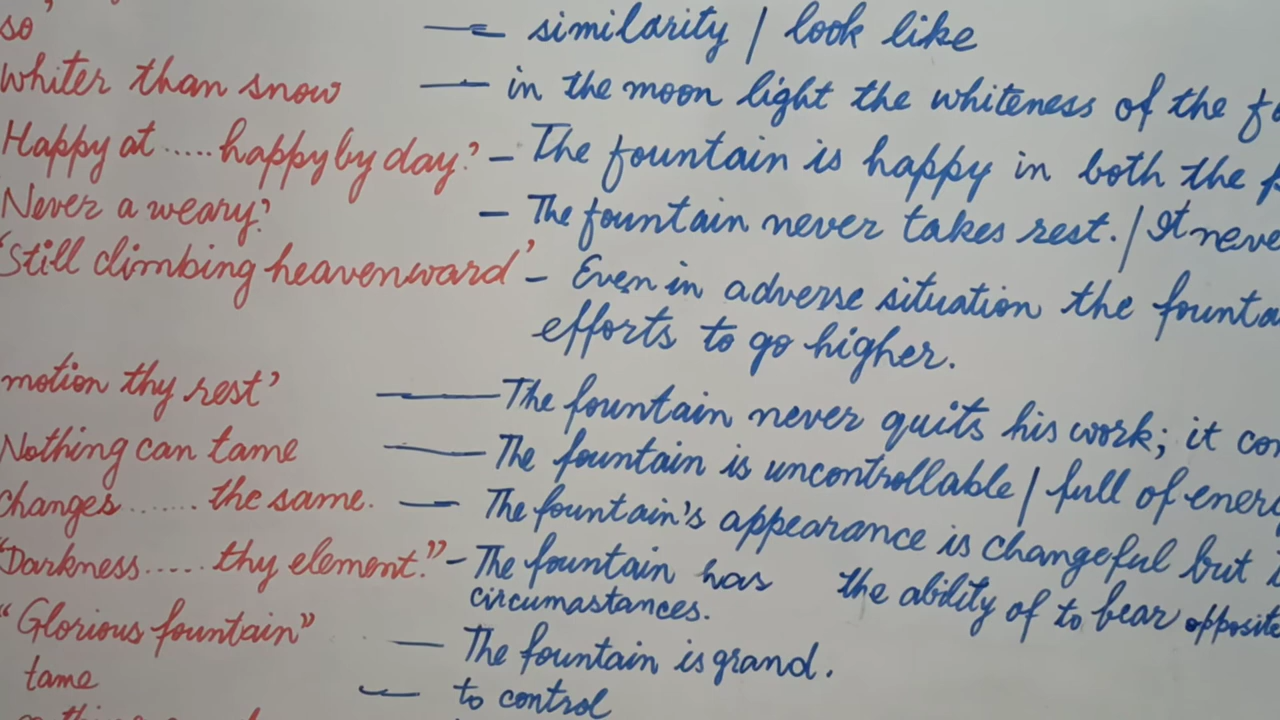 so — similarity / look like
Whiter than snow — in the moon light the whiteness of the
Happy at ..... happy by day.' – The fountain is happy in both the
'Never a weary.' – The fountain never takes rest. / It neve
'Still climbing heavenward' – Even in adverse situation the founta
efforts to go higher.
motion thy rest' — The fountain never quits his work; it con
Nothing can tame — The fountain is uncontrollable / full of energ
changes ....... the same. — The fountain's appearance is changeful but
"Darkness ..... thy element." – The fountain has the ability of to bear opposite
circumastances.
"Glorious fountain" — The fountain is grand.
tame — to control